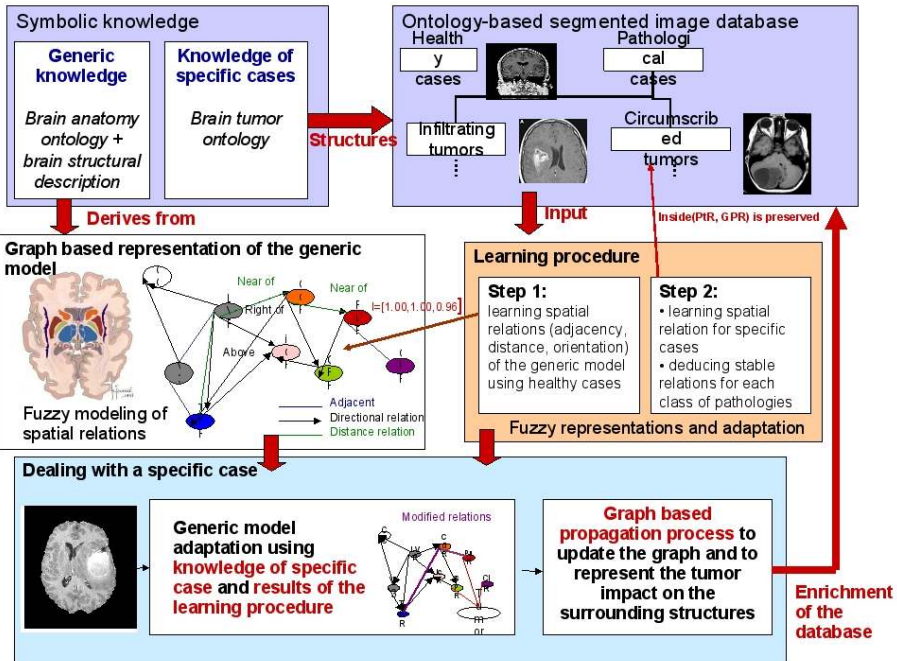 Symbolic knowledge
Generic
knowledge
Brain anatomy
ontology +
brain structural
description
Knowledge of
specific cases
Brain tumor
ontology
Structures
Ontology-based segmented image database
Health
y
cases
Pathologi
cal
cases
Infiltrating
tumors
Circumscrib
ed
tumors
Derives from
Input
Inside(PtR, GPR) is preserved
Graph based representation of the generic
model
Near of
Near of
Right of
I=[1.00,1.00,0.96]
Above
Adjacent
Directional relation
Distance relation
Fuzzy modeling of
spatial relations
Learning procedure
Step 1:
learning spatial
relations (adjacency,
distance, orientation)
of the generic model
using healthy cases
Step 2:
• learning spatial
relation for specific
cases
• deducing stable
relations for each
class of pathologies
Fuzzy representations and adaptation
Dealing with a specific case
Generic model
adaptation using
knowledge of specific
case and results of the
learning procedure
Modified relations
Graph based
propagation process to
update the graph and to
represent the tumor
impact on the
surrounding structures
Enrichment
of the
database